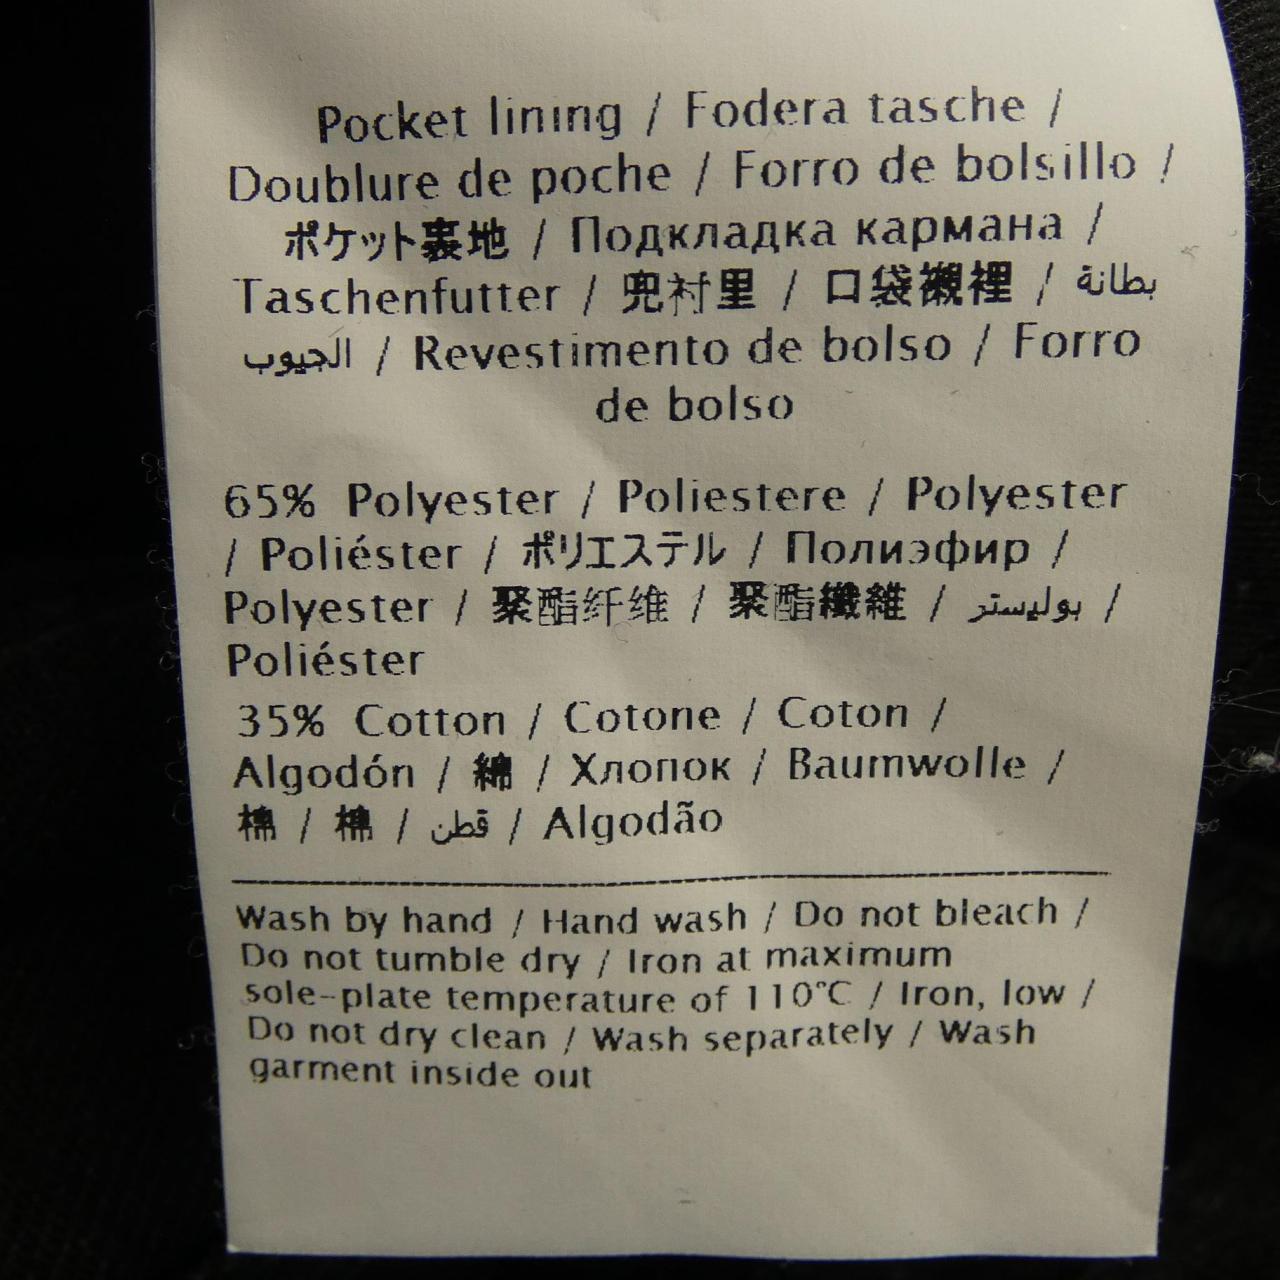 Pocket lining / Fodera tasche /
Doublure de poche / Forro de bolsillo /
ポケット裏地 / Подкладка кармана /
Taschenfutter / 兜衬里 / 口袋襯裡 / بطانة
الجيوب / Revestimento de bolso / Forro
de bolso
65% Polyester / Poliestere / Polyester
/ Poliéster / ポリエステル / Полиэфир /
Polyester / 聚酯纤维 / 聚酯纖維 / بوليستر /
Poliéster
35% Cotton / Cotone / Coton /
Algodón / 綿 / Хлопок / Baumwolle /
棉 / 棉 / قطن / Algodão
Wash by hand / Hand wash / Do not bleach /
Do not tumble dry / Iron at maximum
sole-plate temperature of 110°C / Iron, low /
Do not dry clean / Wash separately / Wash
garment inside out